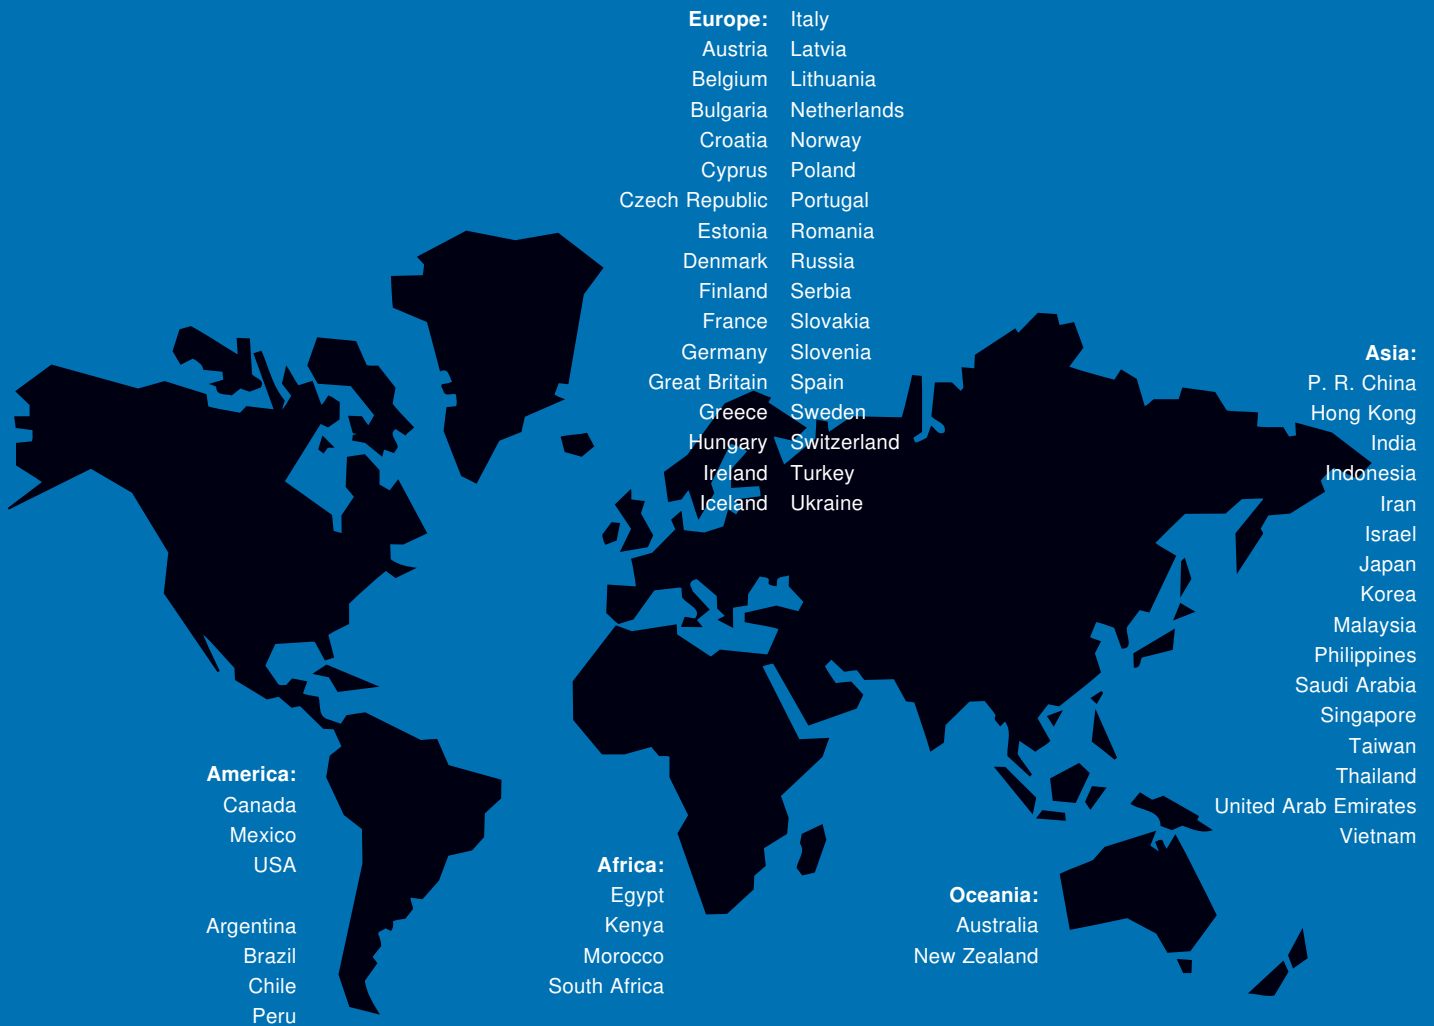 Europe:
Austria
Belgium
Bulgaria
Croatia
Cyprus
Czech Republic
Estonia
Denmark
Finland
France
Germany
Great Britain
Greece
Hungary
Ireland
Iceland
Italy
Latvia
Lithuania
Netherlands
Norway
Poland
Portugal
Romania
Russia
Serbia
Slovakia
Slovenia
Spain
Sweden
Switzerland
Turkey
Ukraine
Asia:
P. R. China
Hong Kong
India
Indonesia
Iran
Israel
Japan
Korea
Malaysia
Philippines
Saudi Arabia
Singapore
Taiwan
Thailand
United Arab Emirates
Vietnam
America:
Canada
Mexico
USA
Argentina
Brazil
Chile
Peru
Africa:
Egypt
Kenya
Morocco
South Africa
Oceania:
Australia
New Zealand